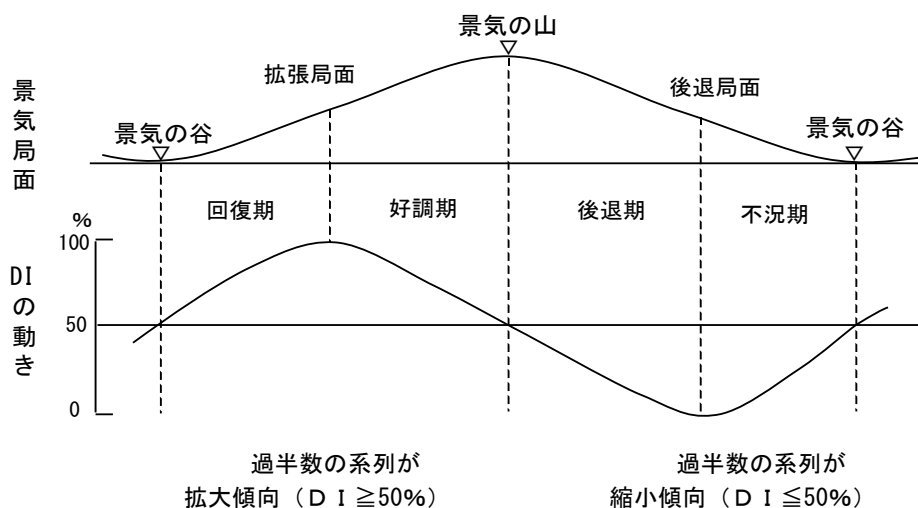 景気の山
拡張局面
後退局面
景気局面
景気の谷
景気の谷
回復期
好調期
後退期
不況期
%
100
50
0
DIの動き
過半数の系列が
拡大傾向(ＤＩ≧50%)
過半数の系列が
縮小傾向(ＤＩ≦50%)